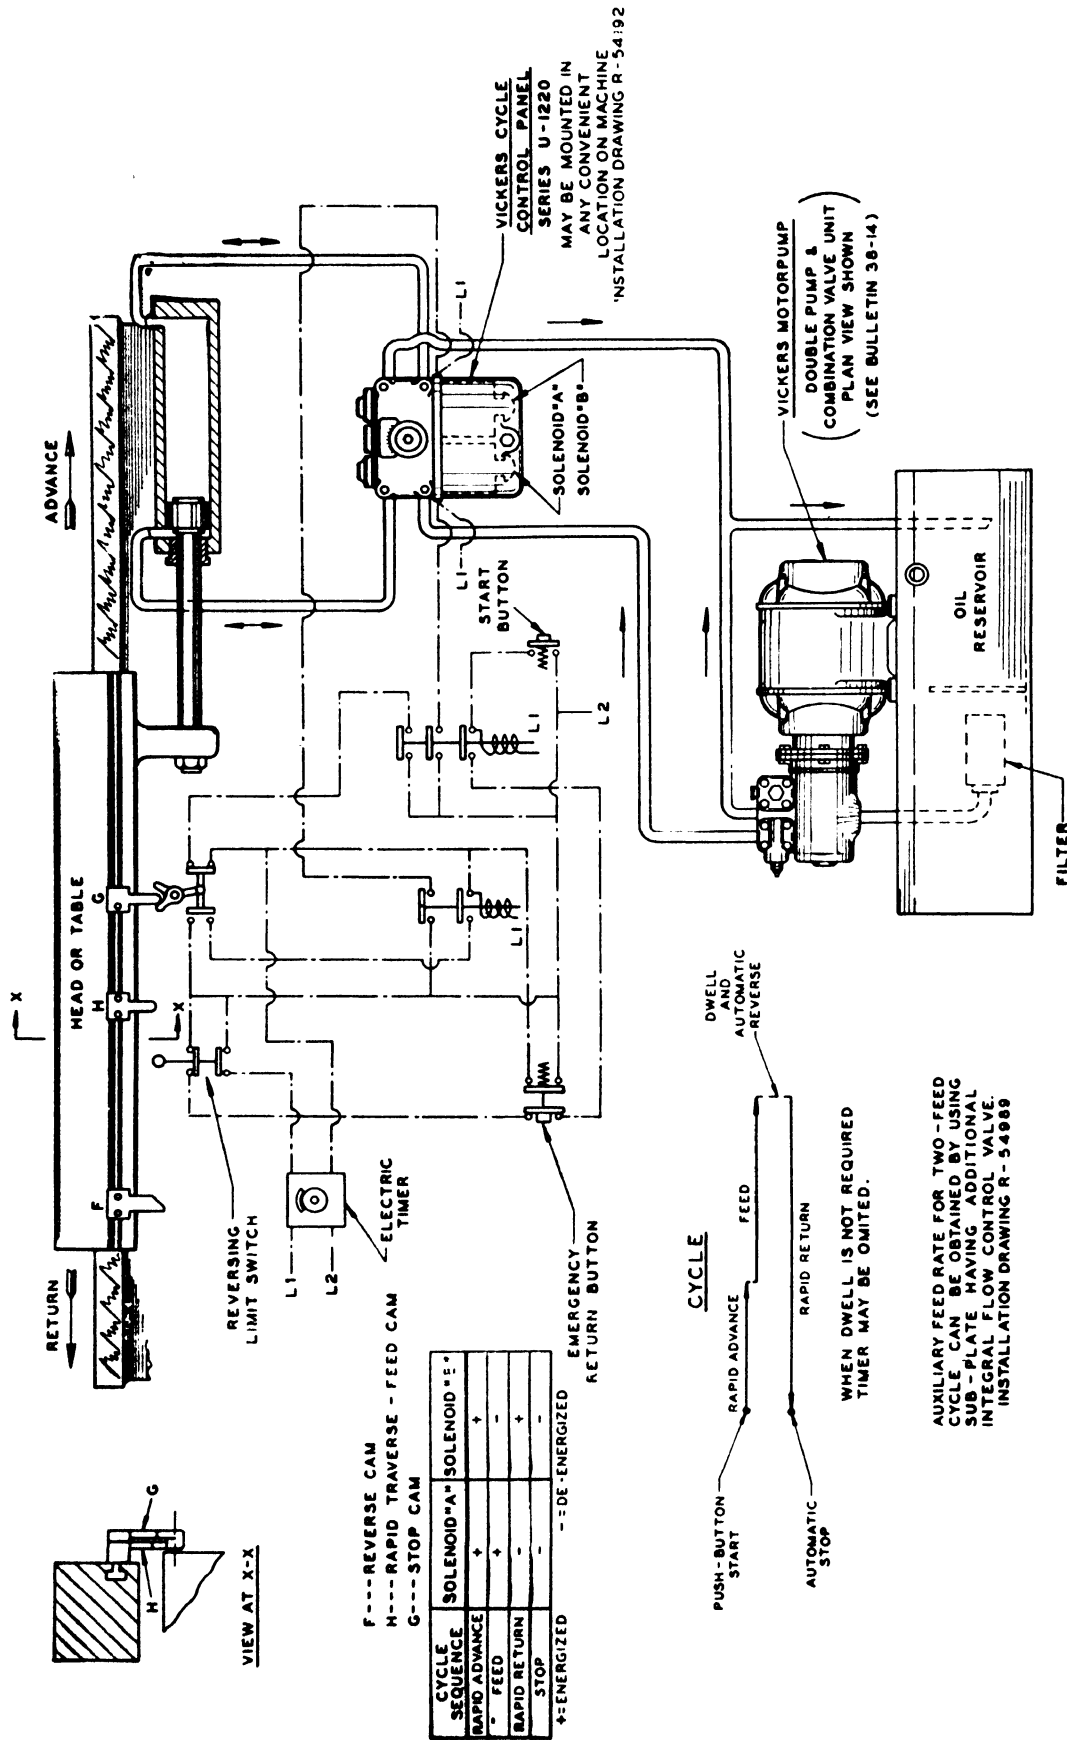 RETURN
ADVANCE
HEAD OR TABLE
X
X
F
H
G
VIEW AT X-X
H
G
REVERSING
LIMIT SWITCH
L1
L2
ELECTRIC
TIMER
EMERGENCY
RETURN BUTTON
START
BUTTON
L1
L1
L2
L1
L1
SOLENOID "A"
SOLENOID "B"
VICKERS CYCLE
CONTROL PANEL
SERIES U-1220
MAY BE MOUNTED IN
ANY CONVENIENT
LOCATION ON MACHINE
INSTALLATION DRAWING R-54192
F---REVERSE CAM
H---RAPID TRAVERSE-FEED CAM
G---STOP CAM
CYCLE SEQUENCE SOLENOID "A" SOLENOID "B"
RAPID ADVANCE + +
FEED + -
RAPID RETURN - +
STOP - -
+=ENERGIZED -=DE-ENERGIZED
CYCLE
PUSH-BUTTON
START
RAPID ADVANCE
FEED
DWELL
AND
AUTOMATIC
REVERSE
RAPID RETURN
AUTOMATIC
STOP
WHEN DWELL IS NOT REQUIRED
TIMER MAY BE OMITED.
AUXILIARY FEED RATE FOR TWO-FEED
CYCLE CAN BE OBTAINED BY USING
SUB-PLATE HAVING ADDITIONAL
INTEGRAL FLOW CONTROL VALVE.
INSTALLATION DRAWING R-54989
VICKERS MOTORPUMP
DOUBLE PUMP &
COMBINATION VALVE UNIT
PLAN VIEW SHOWN
(SEE BULLETIN 38-14)
OIL
RESERVOIR
FILTER